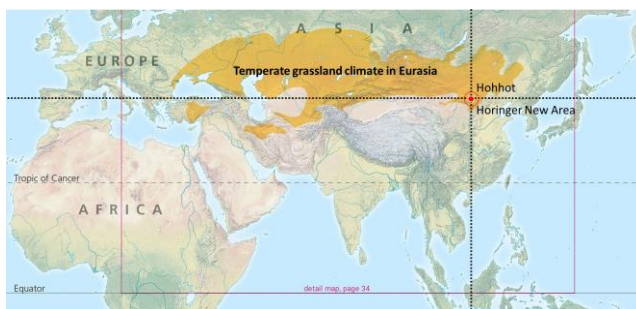 A S I A
EUROPE
Temperate grassland climate in Eurasia
Hohhot
Horinger New Area
Tropic of Cancer
AFRICA
Equator
detail map, page 34